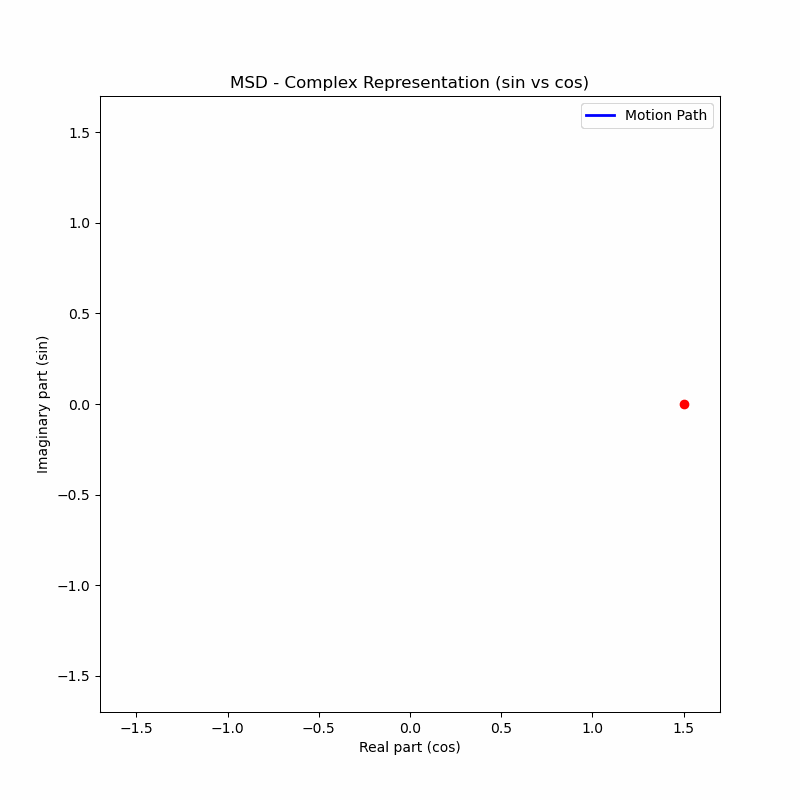 MSD - Complex Representation (sin vs cos)
Motion Path
1.5
1.0
0.5
0.0
−0.5
−1.0
−1.5
Imaginary part (sin)
−1.5 −1.0 −0.5 0.0 0.5 1.0 1.5
Real part (cos)